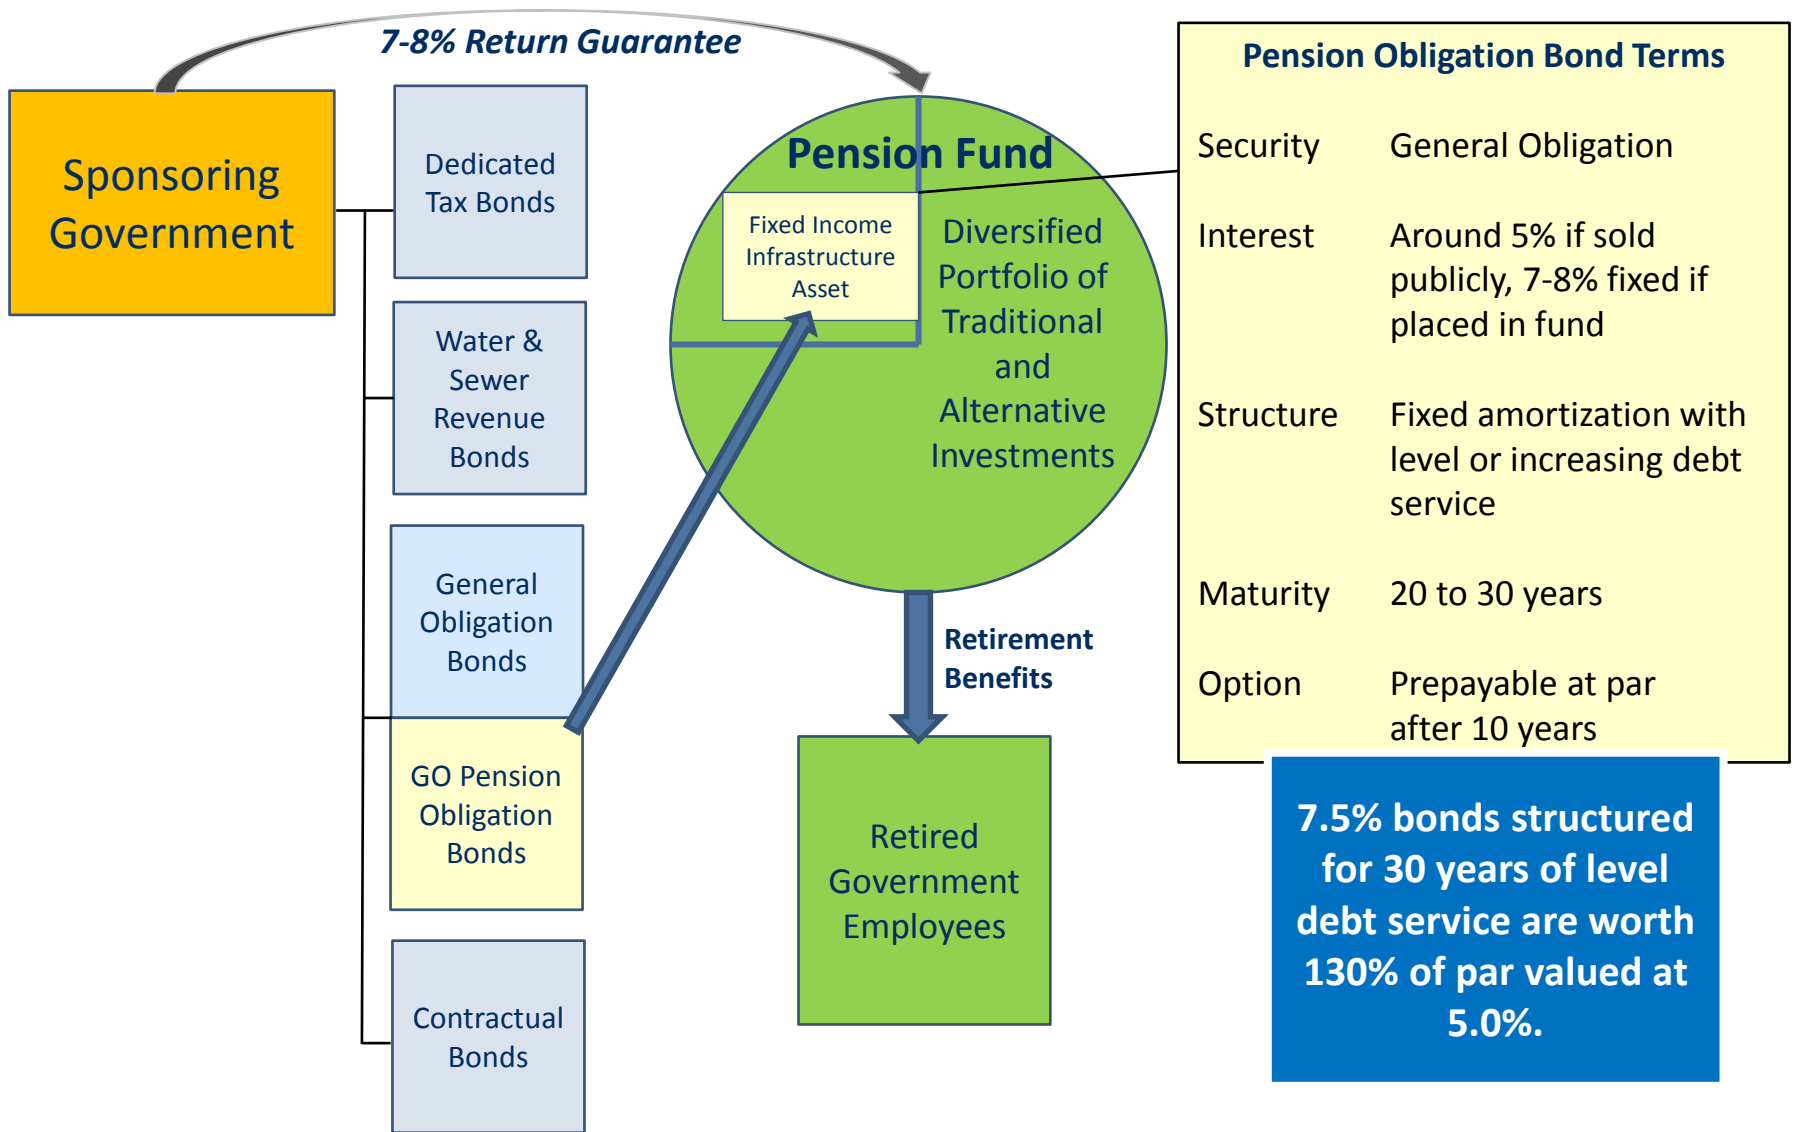 7-8% Return Guarantee
Sponsoring
Government
Dedicated
Tax Bonds
Water &
Sewer
Revenue
Bonds
General
Obligation
Bonds
GO Pension
Obligation
Bonds
Contractual
Bonds
Pension Fund
Fixed Income
Infrastructure
Asset
Diversified
Portfolio of
Traditional
and
Alternative
Investments
Retirement
Benefits
Retired
Government
Employees
Pension Obligation Bond Terms
Security General Obligation
Interest Around 5% if sold
publicly, 7-8% fixed if
placed in fund
Structure Fixed amortization with
level or increasing debt
service
Maturity 20 to 30 years
Option Prepayable at par
after 10 years
7.5% bonds structured
for 30 years of level
debt service are worth
130% of par valued at
5.0%.